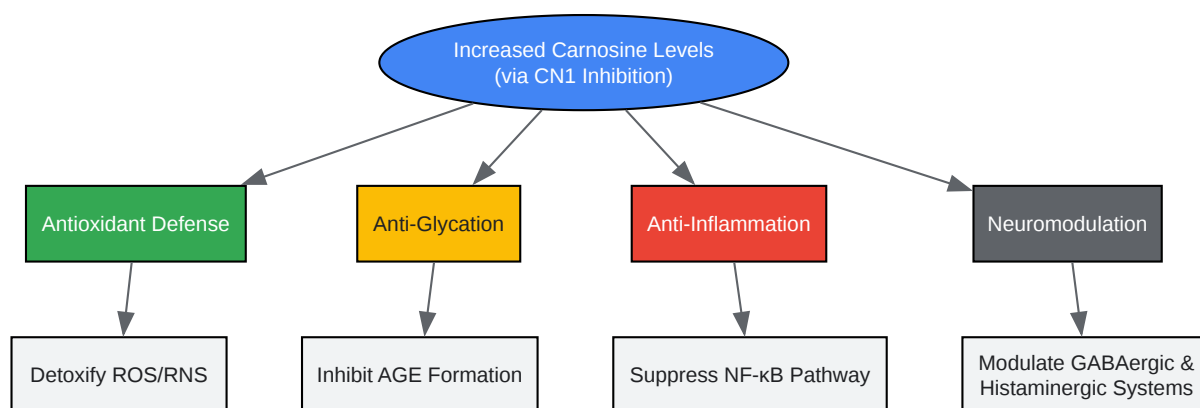 Increased Carnosine Levels
(via CN1 Inhibition)
Antioxidant Defense
Anti-Glycation
Anti-Inflammation
Neuromodulation
Detoxify ROS/RNS
Inhibit AGE Formation
Suppress NF-κB Pathway
Modulate GABAergic &
Histaminergic Systems